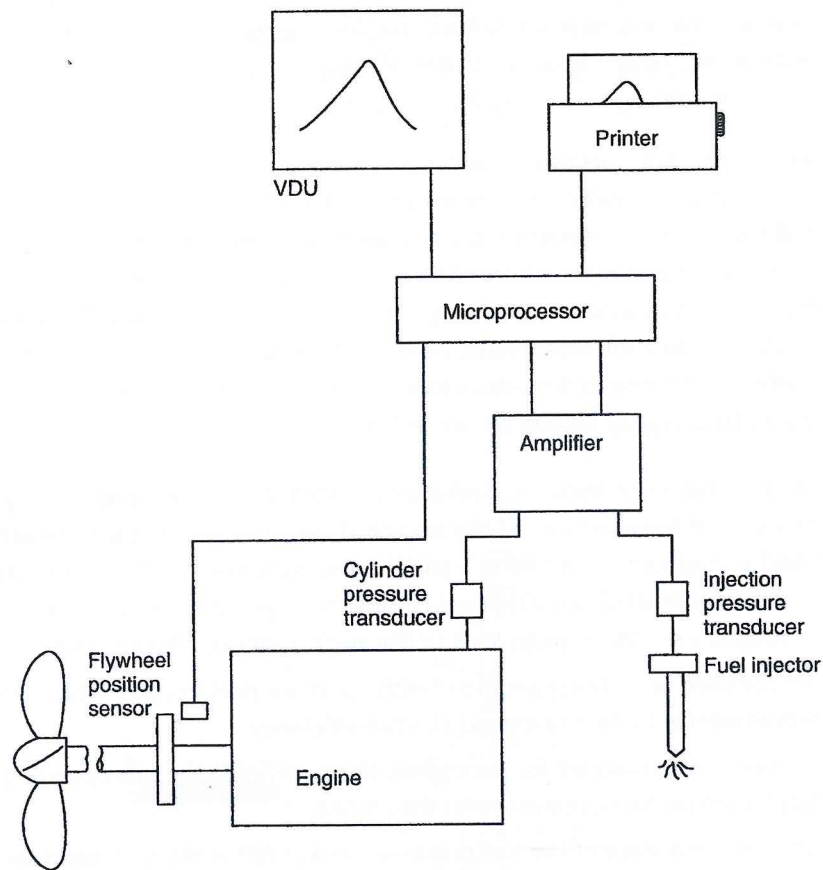 VDU
Printer
Microprocessor
Amplifier
Cylinder
pressure
transducer
Injection
pressure
transducer
Fuel injector
Flywheel
position
sensor
Engine